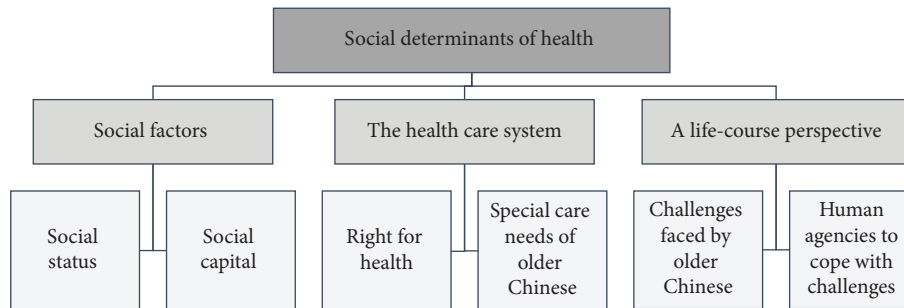 Social determinants of health
Social factors
The health care system
A life-course perspective
Social
status
Social
capital
Right for
health
Special care
needs of
older Chinese
Challenges
faced by
older Chinese
Human
agencies to
cope with
challenges